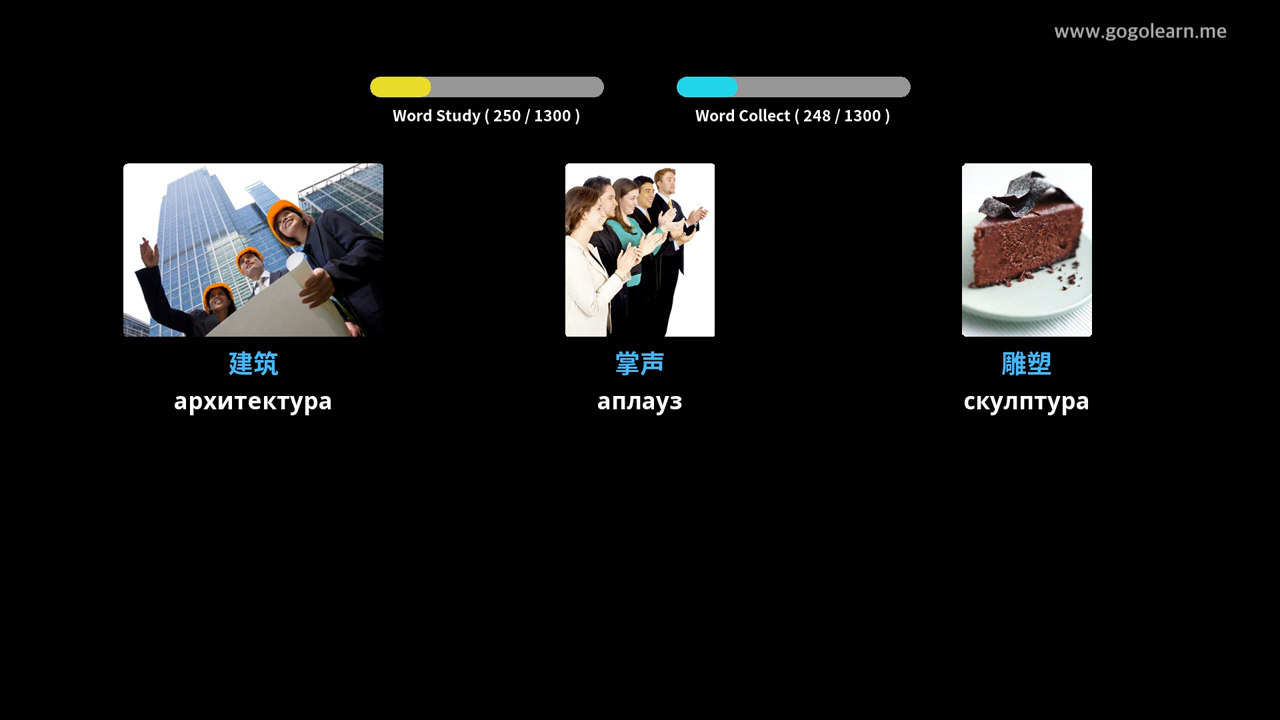 www.gogolearn.me
Word Study ( 250 / 1300 )
Word Collect ( 248 / 1300 )
建筑
архитектура
掌声
аплауз
雕塑
скулптура